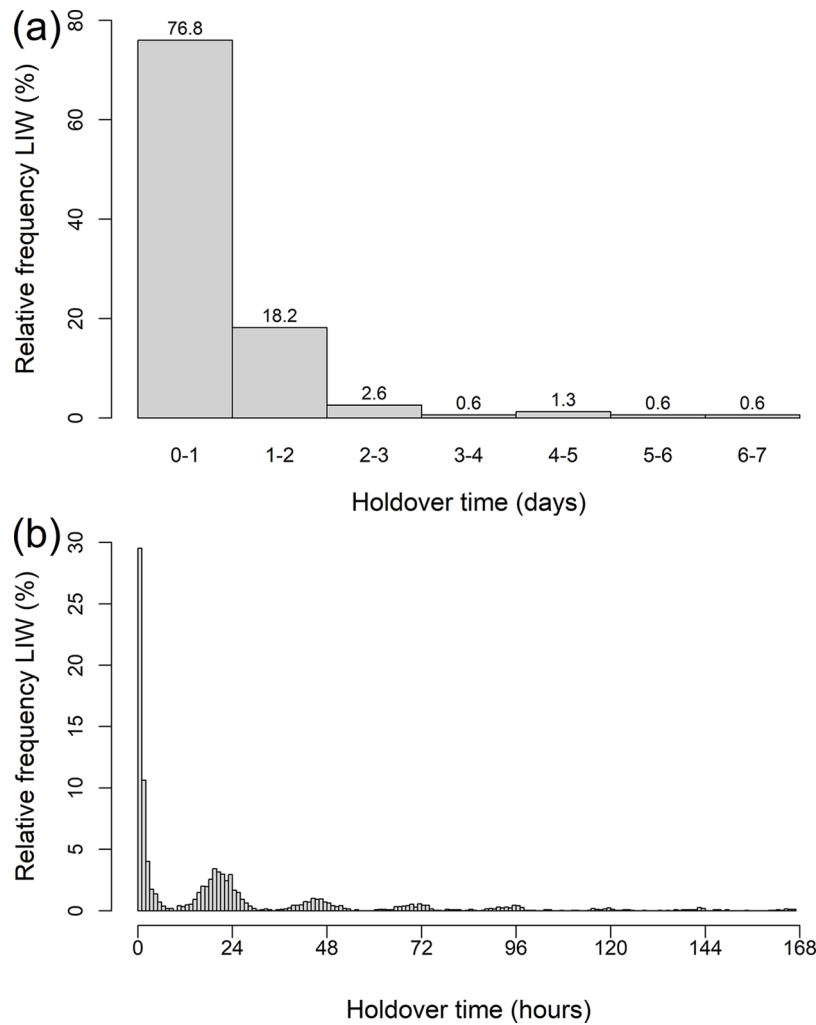 (a)
Relative frequency LIW (%)
80
60
40
20
0
76.8
18.2
2.6
0.6
1.3
0.6
0.6
0-1 1-2 2-3 3-4 4-5 5-6 6-7
Holdover time (days)
(b)
Relative frequency LIW (%)
30
25
20
15
10
5
0
0 24 48 72 96 120 144 168
Holdover time (hours)